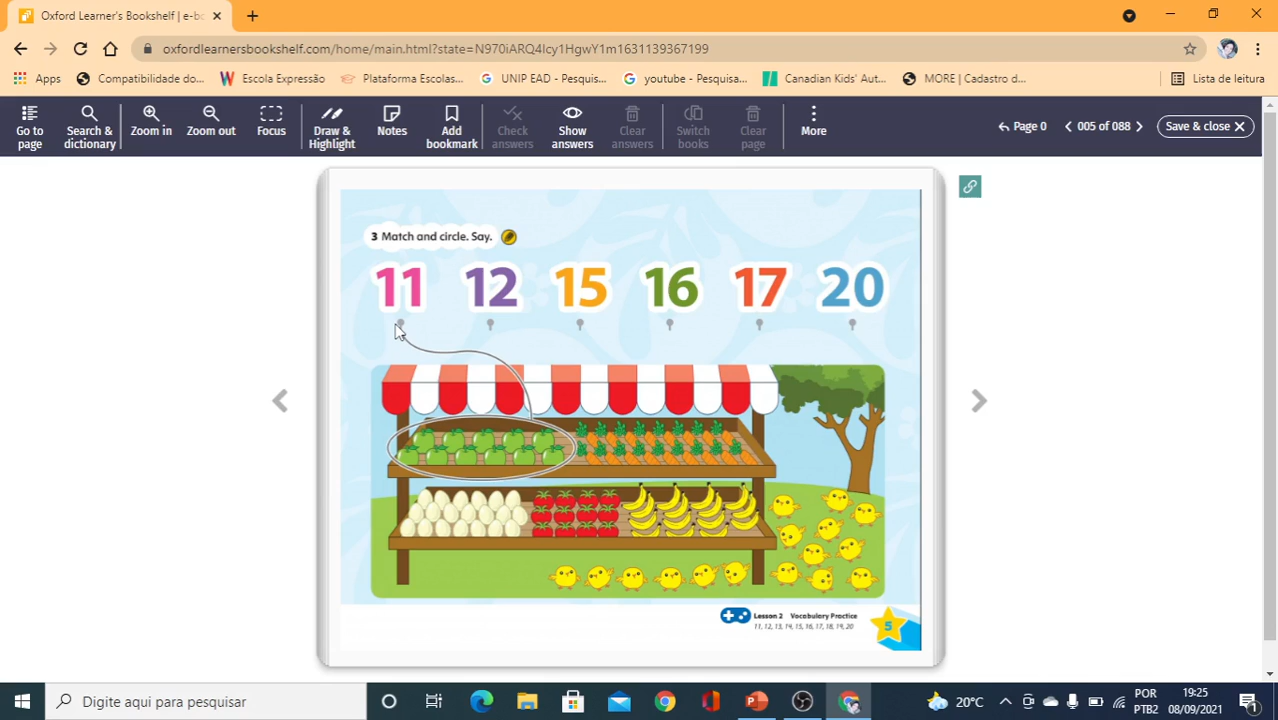 Oxford Learner's Bookshelf | e-bo
oxfordlearnersbookshelf.com/home/main.html?state=N970iARQ4Icy1HgwY1m1631139367199
Apps Compatibilidade do... Escola Expressão Plataforma Escolas... UNIP EAD - Pesquis... youtube - Pesquisa... Canadian Kids' Aut... MORE | Cadastro d... Lista de leitura
Go to page Search & dictionary Zoom in Zoom out Focus Draw & Highlight Notes Add bookmark Check answers Show answers Clear answers Switch books Clear page More Page 0 005 of 088 Save & close
3 Match and circle. Say.
11 12 15 16 17 20
Lesson 2 Vocabulary Practice
11, 12, 13, 14, 15, 16, 17, 18, 19, 20
5
Digite aqui para pesquisar
20°C
POR
PTB2
19:25
08/09/2021
1